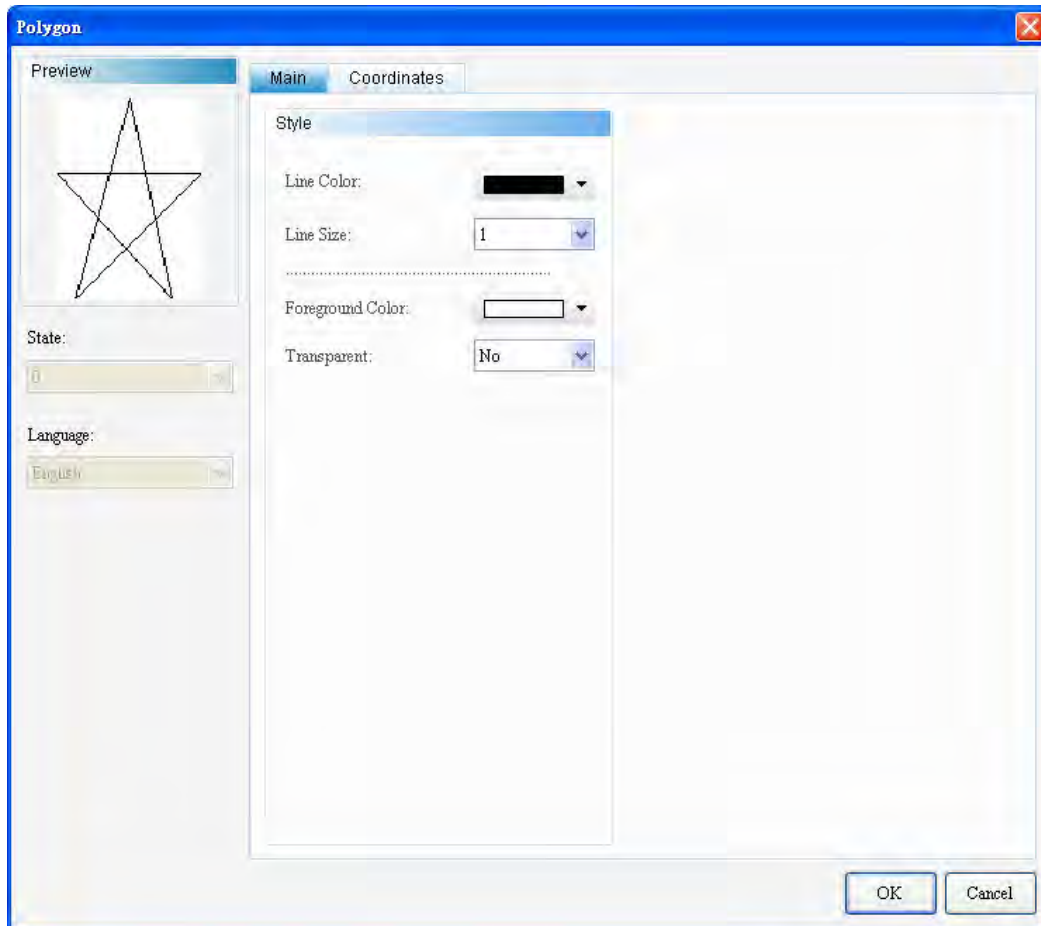 Polygon
Preview
Main
Coordinates
Style
Line Color:
Line Size:
1
Foreground Color:
Transparent:
No
State:
0
Language:
English
OK
Cancel